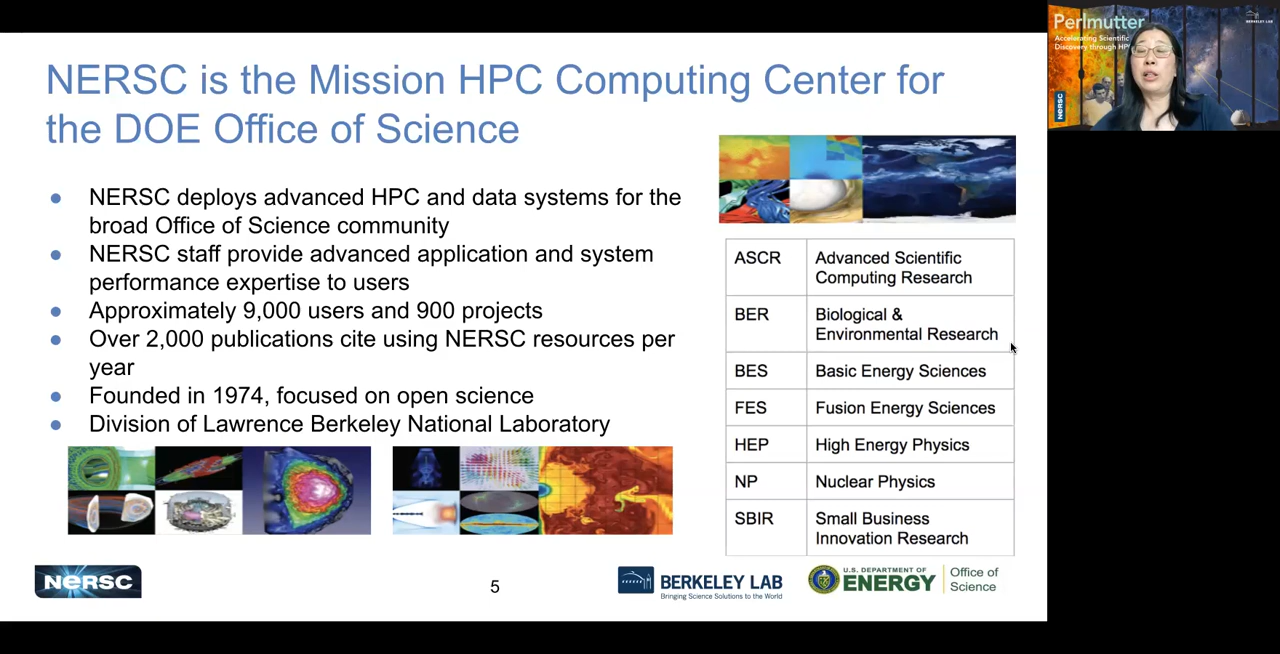 NERSC is the Mission HPC Computing Center for
the DOE Office of Science
● NERSC deploys advanced HPC and data systems for the
broad Office of Science community
● NERSC staff provide advanced application and system
performance expertise to users
● Approximately 9,000 users and 900 projects
● Over 2,000 publications cite using NERSC resources per
year
● Founded in 1974, focused on open science
● Division of Lawrence Berkeley National Laboratory
ASCR Advanced Scientific
Computing Research
BER Biological &
Environmental Research
BES Basic Energy Sciences
FES Fusion Energy Sciences
HEP High Energy Physics
NP Nuclear Physics
SBIR Small Business
Innovation Research
NERSC
5
BERKELEY LAB
Bringing Science Solutions to the World
U.S. DEPARTMENT OF
ENERGY
Office of
Science
Perlmutter
Accelerating Scientific
Discovery through HPC
BERKELEY LAB
NERSC